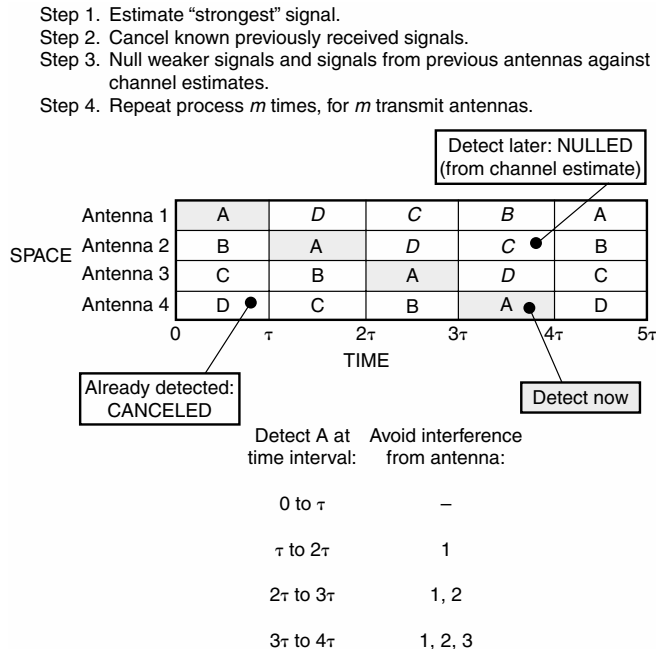 Step 1. Estimate “strongest” signal.
Step 2. Cancel known previously received signals.
Step 3. Null weaker signals and signals from previous antennas against
channel estimates.
Step 4. Repeat process m times, for m transmit antennas.
Detect later: NULLED
(from channel estimate)
Antenna 1 A D C B A
Antenna 2 B A D C B
SPACE
Antenna 3 C B A D C
Antenna 4 D C B A D
0 τ 2τ 3τ 4τ 5τ
TIME
Already detected:
CANCELED
Detect now
Detect A at Avoid interference
time interval: from antenna:
0 to τ –
τ to 2τ 1
2τ to 3τ 1, 2
3τ to 4τ 1, 2, 3